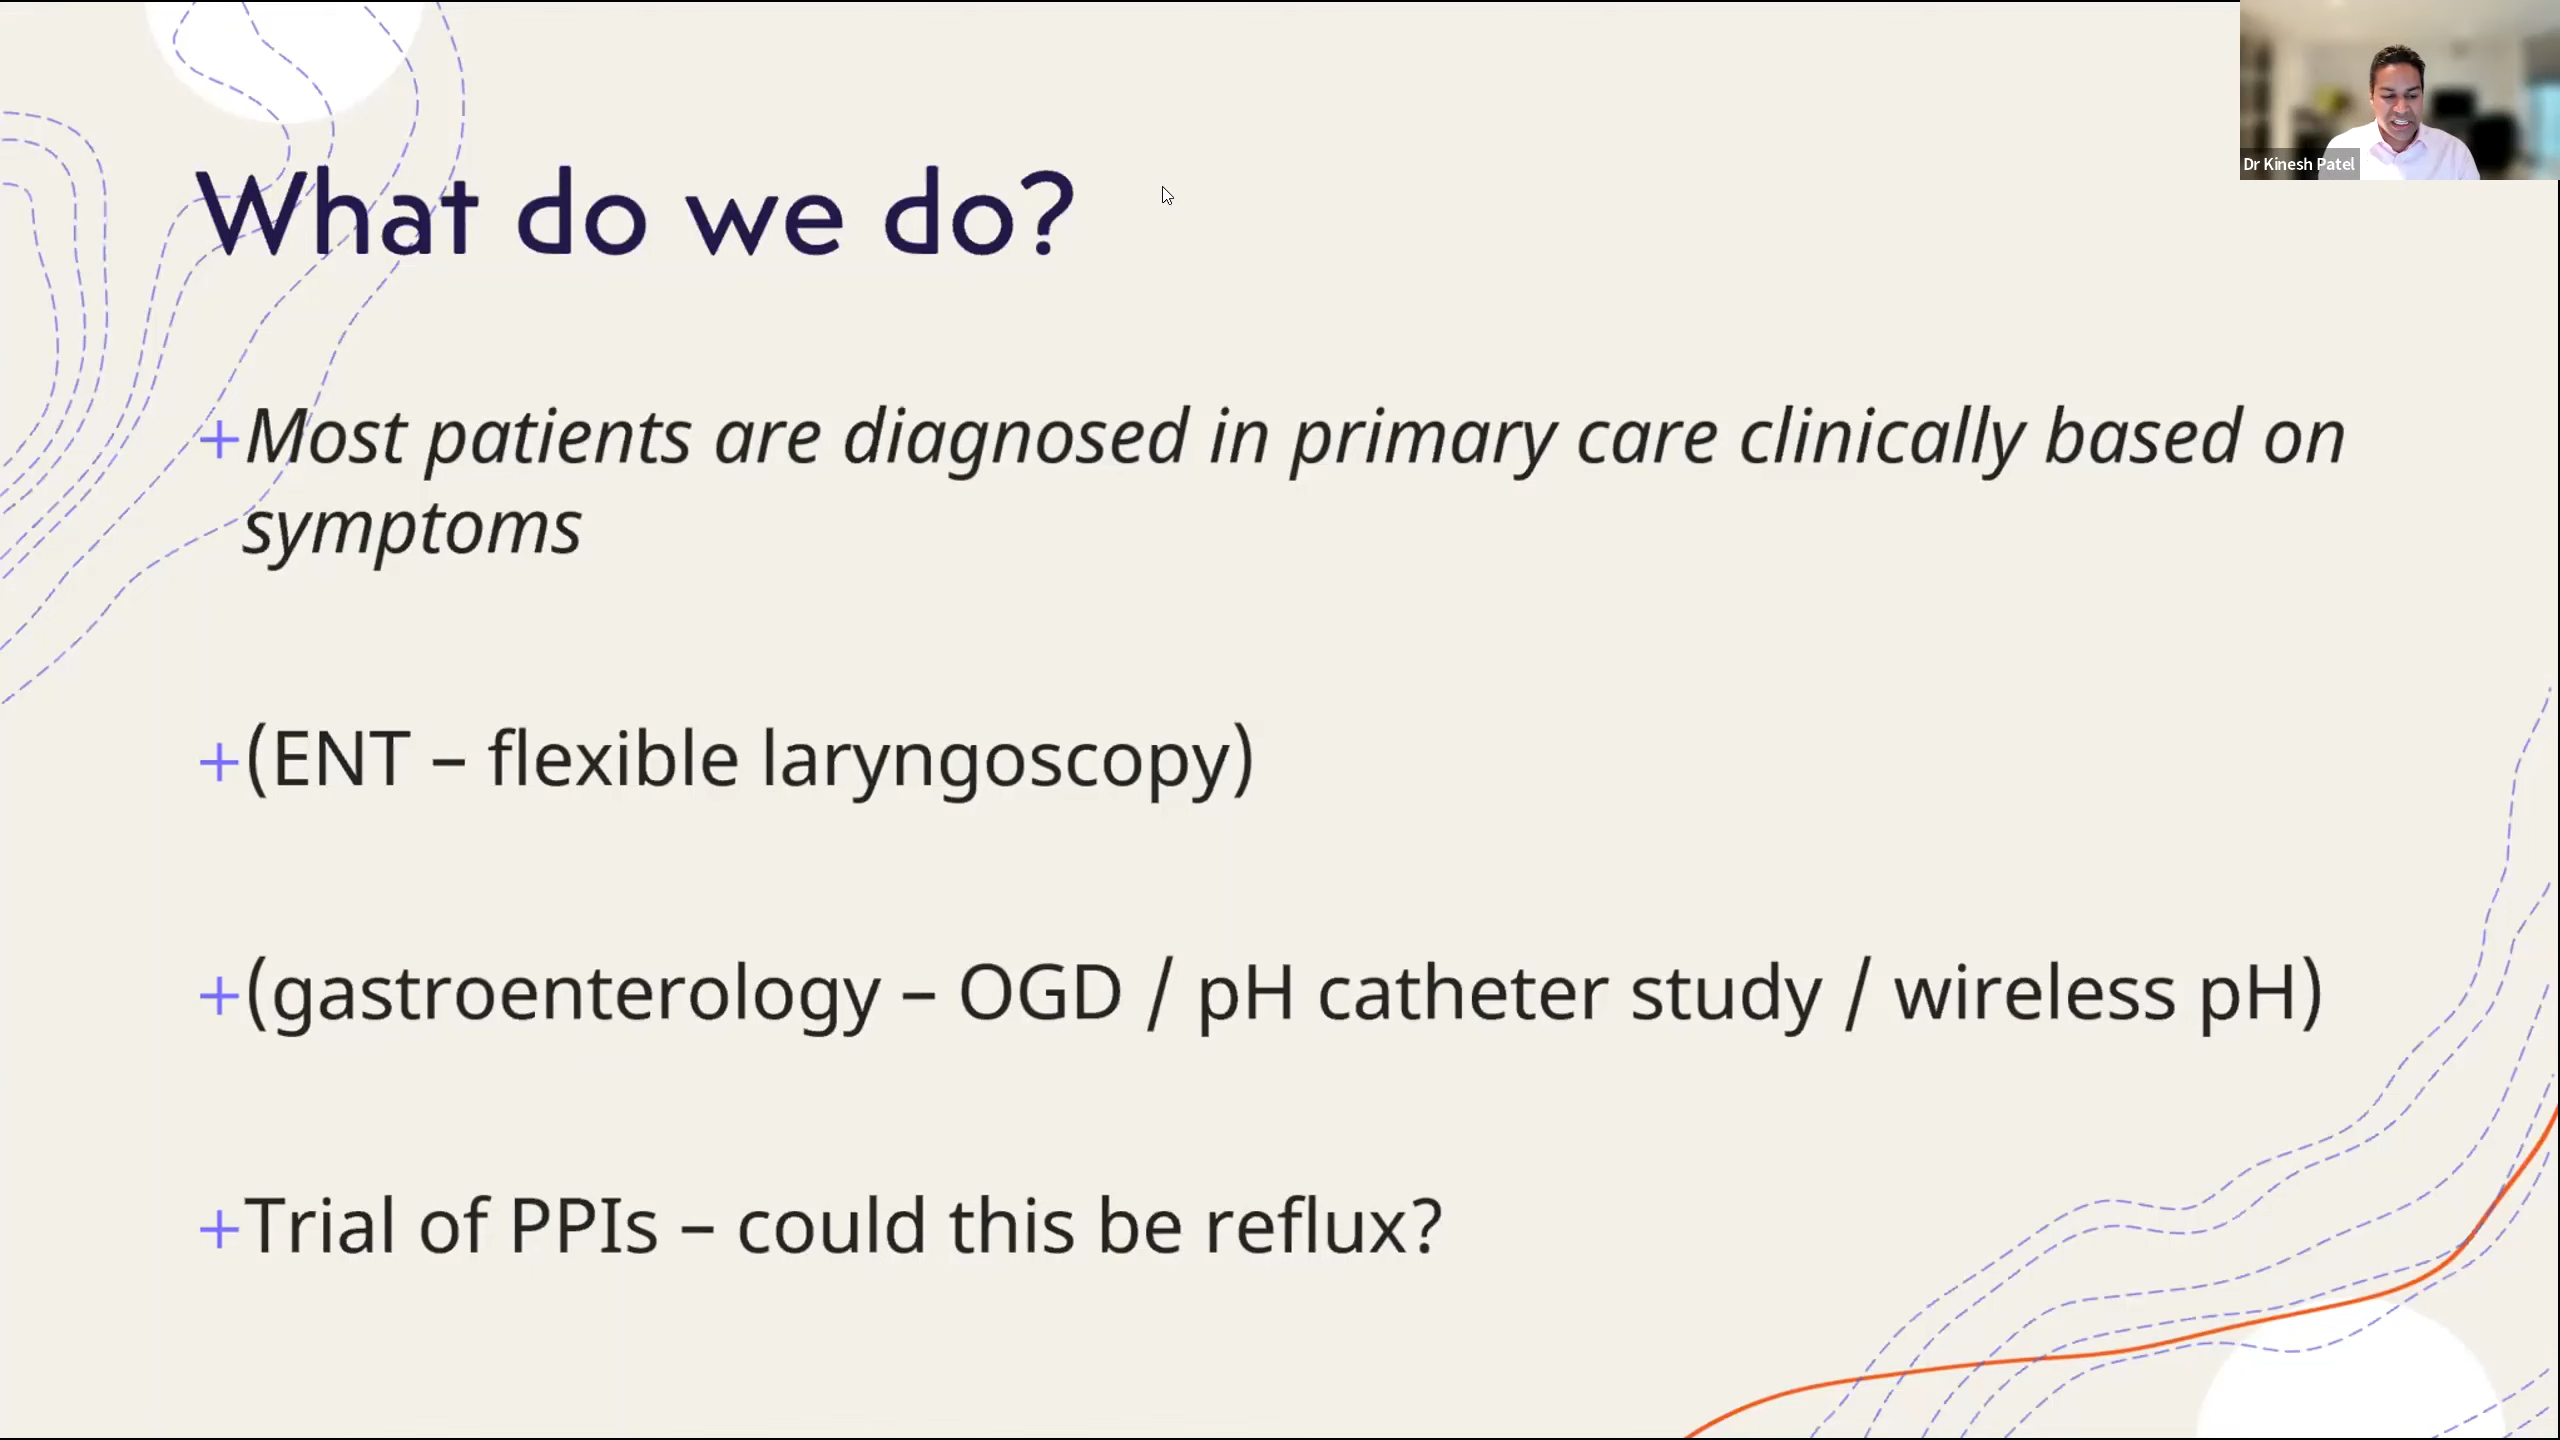 Dr Kinesh Patel
What do we do?
+Most patients are diagnosed in primary care clinically based on
symptoms
+(ENT – flexible laryngoscopy)
+(gastroenterology – OGD / pH catheter study / wireless pH)
+Trial of PPIs – could this be reflux?